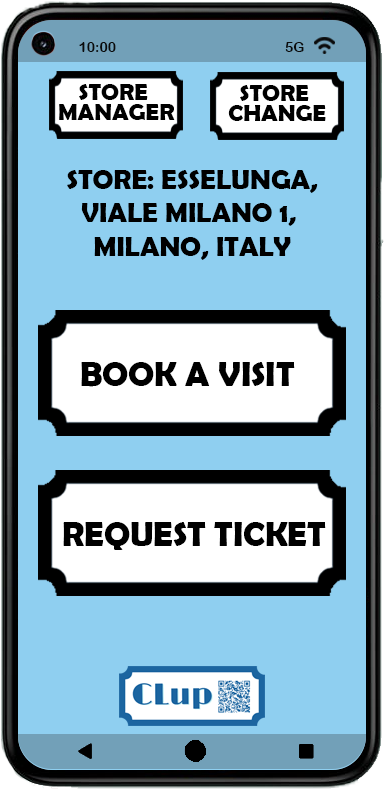 10:00 5G
STORE MANAGER
STORE CHANGE
STORE: ESSELUNGA,
VIALE MILANO 1,
MILANO, ITALY
BOOK A VISIT
REQUEST TICKET
CLup